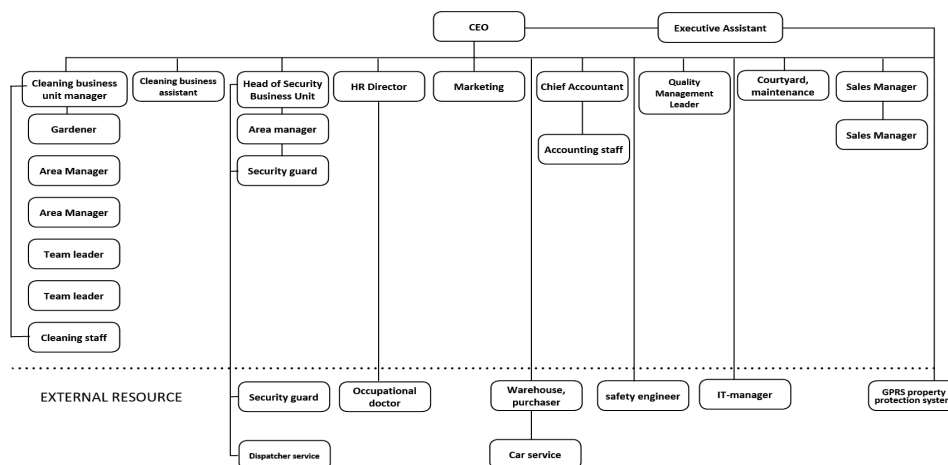 CEO
Executive Assistant
Cleaning business
unit manager
Cleaning business
assistant
Head of Security
Business Unit
HR Director
Marketing
Chief Accountant
Quality
Management
Leader
Courtyard,
maintenance
Sales Manager
Gardener
Area manager
Accounting staff
Sales Manager
Area Manager
Security guard
Area Manager
Team leader
Team leader
Cleaning staff
EXTERNAL RESOURCE
Security guard
Occupational
doctor
Warehouse,
purchaser
safety engineer
IT-manager
GPRS property
protection system
Dispatcher service
Car service